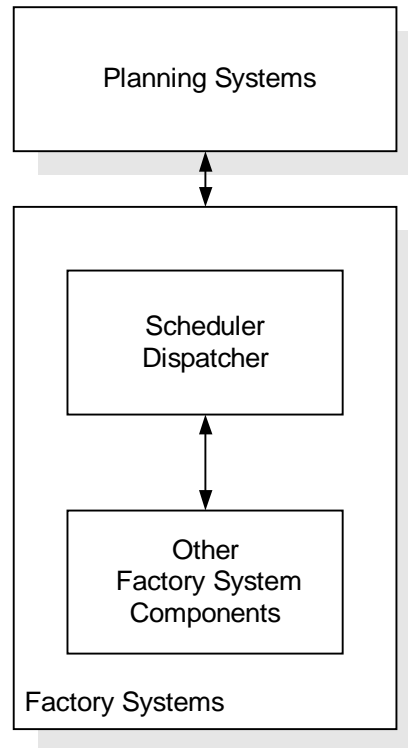 Planning Systems
Scheduler
Dispatcher
Other
Factory System
Components
Factory Systems